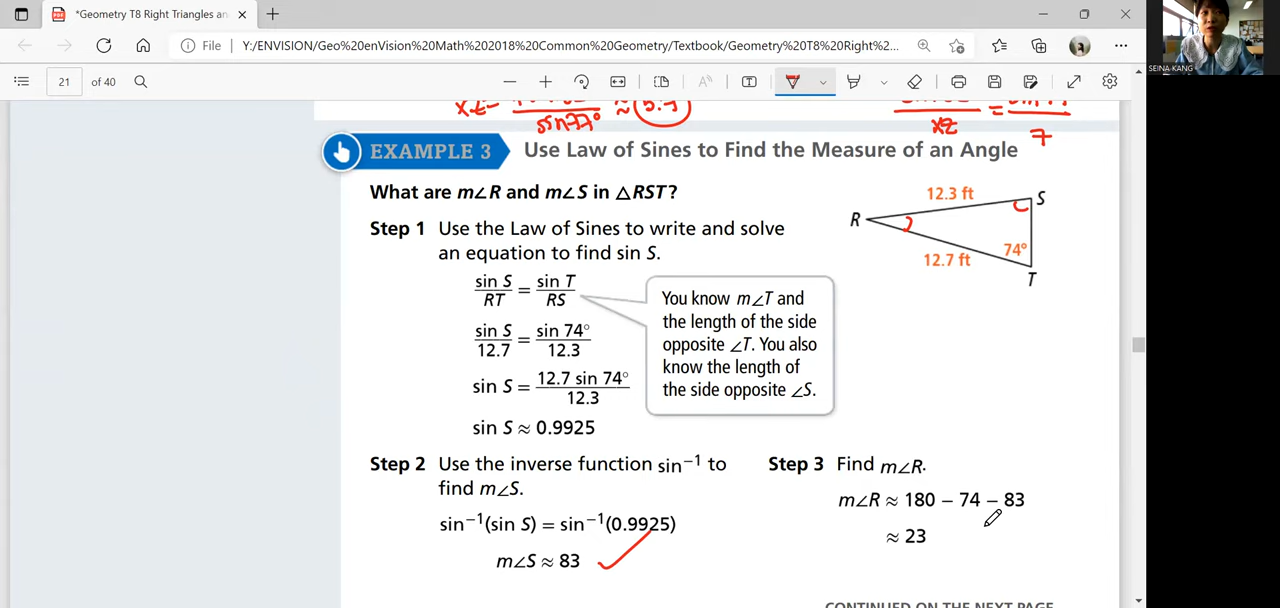 *Geometry T8 Right Triangles an
File
Y:/ENVISION/Geo%20enVision%20Math%202018%20Common%20Geometry/Textbook/Geometry%20T8%20Right%2...
SEINA KANG
21 of 40
sin77° ≈ 5.7
xz = 7
EXAMPLE 3 Use Law of Sines to Find the Measure of an Angle
What are m∠R and m∠S in △RST?
Step 1 Use the Law of Sines to write and solve
an equation to find sin S.
sin S/RT = sin T/RS
sin S/12.7 = sin 74°/12.3
sin S = 12.7 sin 74°/12.3
sin S ≈ 0.9925
You know m∠T and
the length of the side
opposite ∠T. You also
know the length of
the side opposite ∠S.
12.3 ft
S
R
74°
12.7 ft
T
Step 2 Use the inverse function sin⁻¹ to
find m∠S.
sin⁻¹(sin S) = sin⁻¹(0.9925)
m∠S ≈ 83
Step 3 Find m∠R.
m∠R ≈ 180 − 74 − 83
≈ 23
CONTINUED ON THE NEXT PAGE